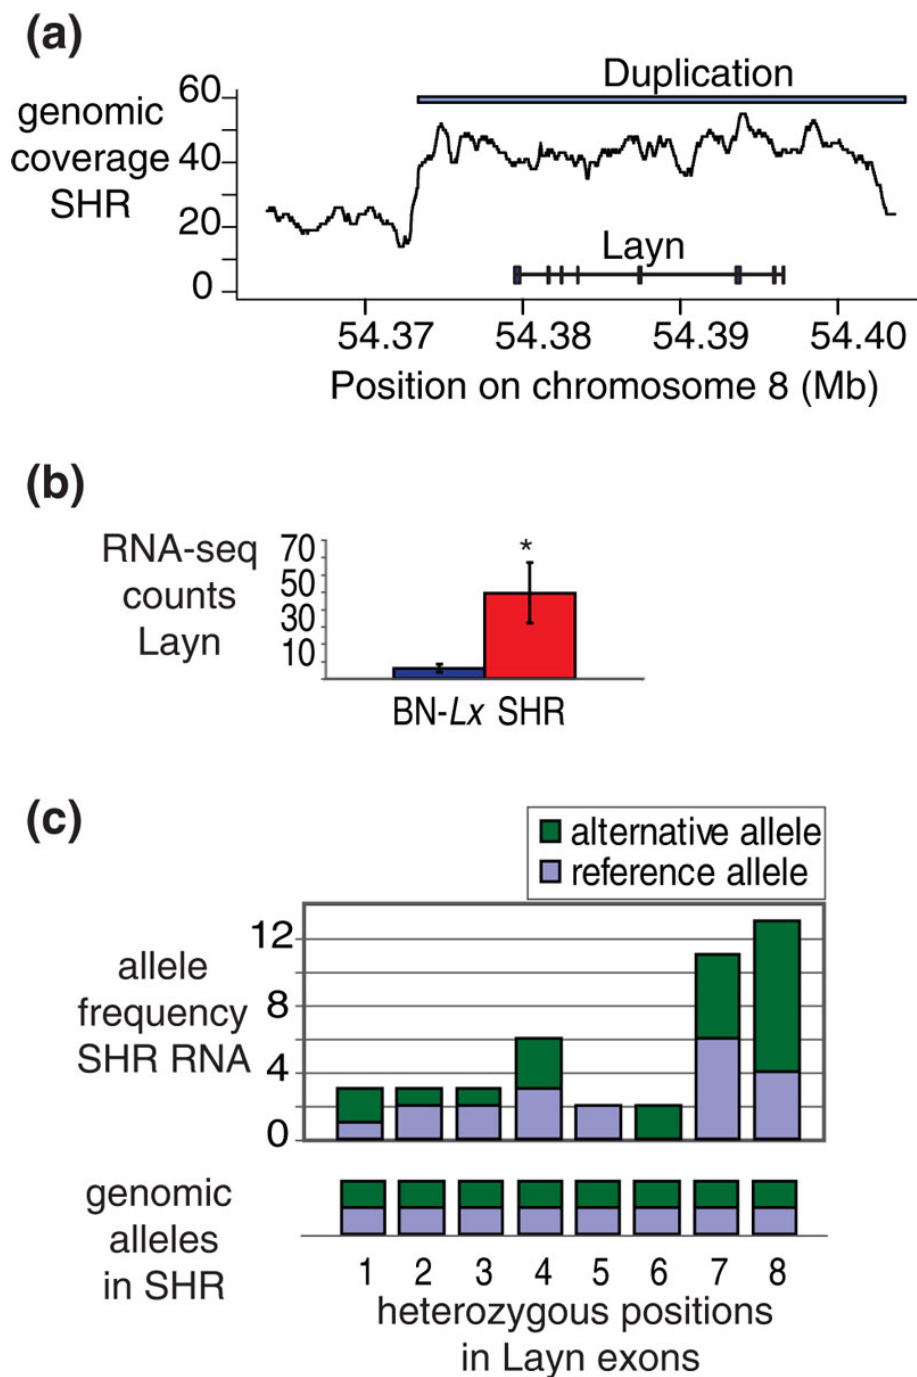 (a)
Duplication
genomic
coverage
SHR
60
40
20
0
Layn
54.37 54.38 54.39 54.40
Position on chromosome 8 (Mb)
(b)
RNA-seq
counts
Layn
70
50
30
10
*
BN-Lx SHR
(c)
alternative allele
reference allele
allele
frequency
SHR RNA
12
8
4
0
genomic
alleles
in SHR
1 2 3 4 5 6 7 8
heterozygous positions
in Layn exons